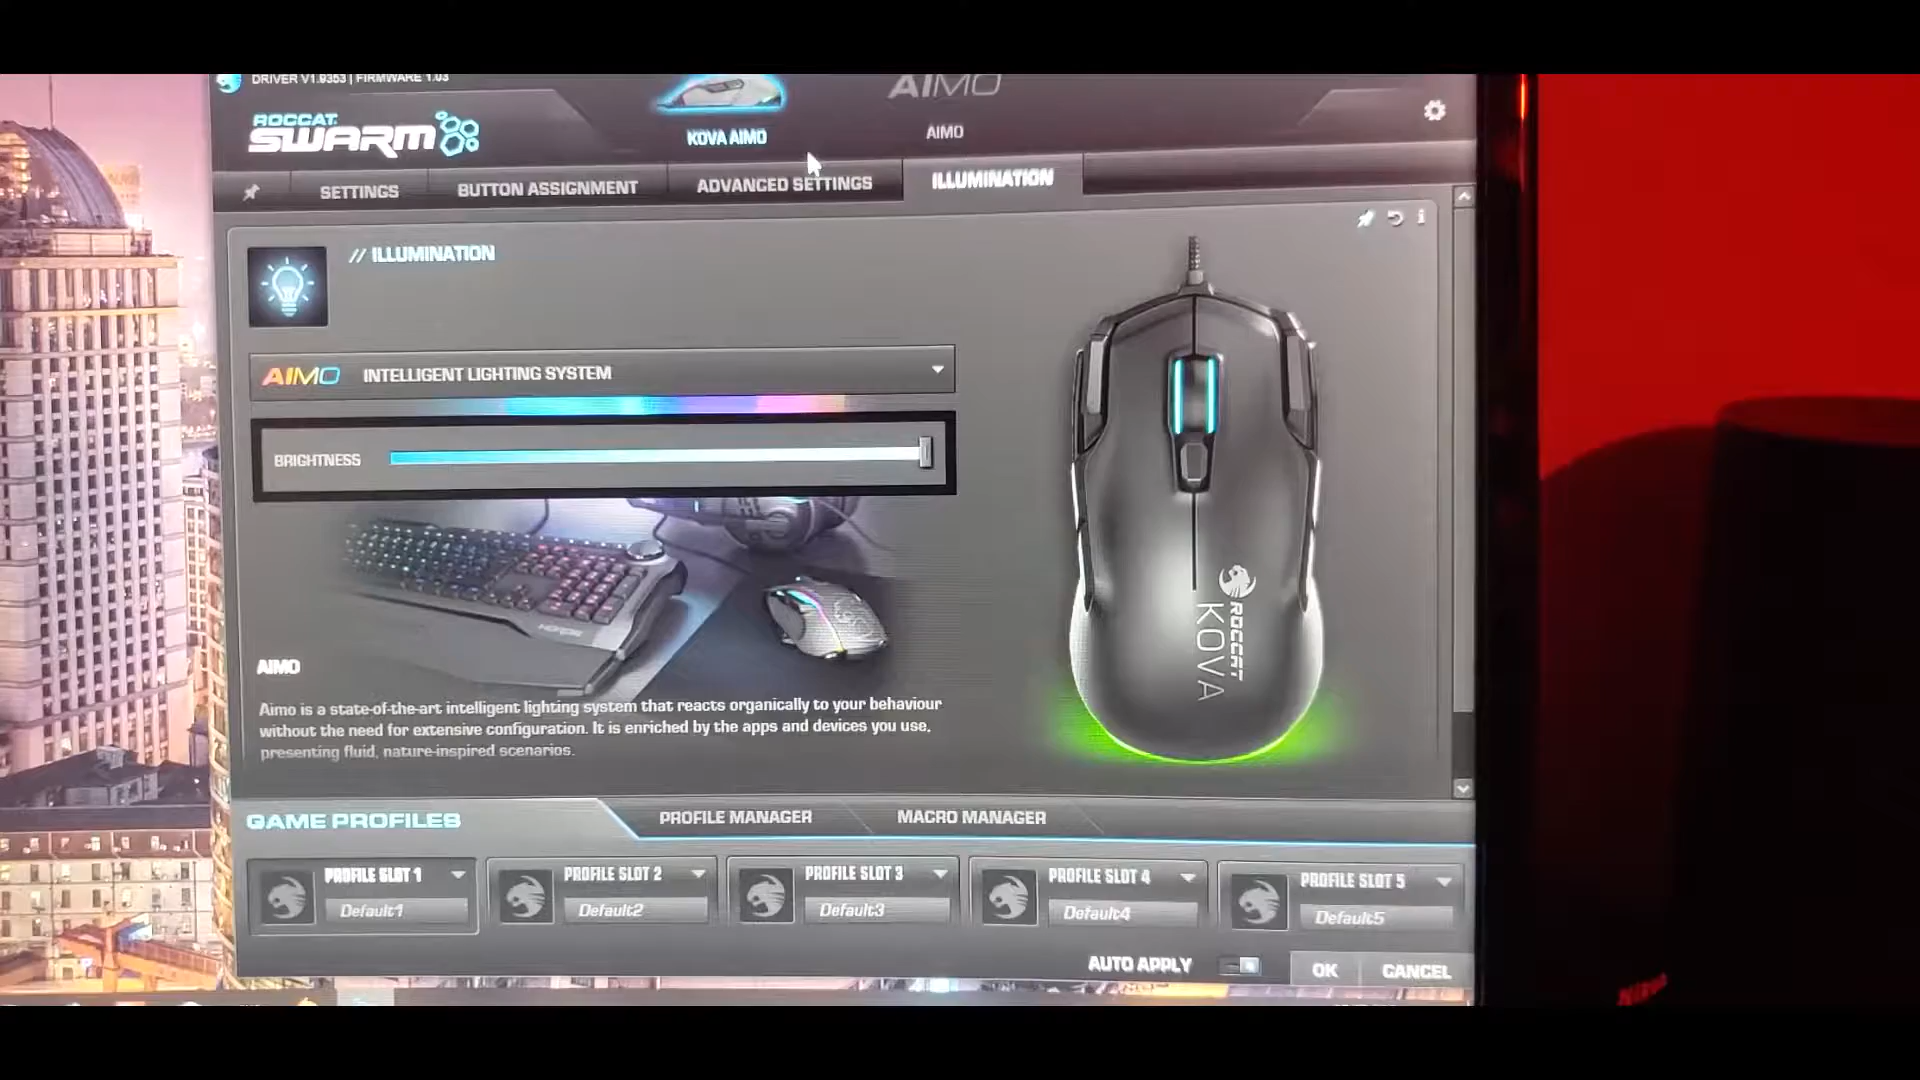 DRIVER V1.9353 | FIRMWARE 1.03
AIMO
ROCCAT
SWARM
KOVA AIMO
AIMO
SETTINGS
BUTTON ASSIGNMENT
ADVANCED SETTINGS
ILLUMINATION
// ILLUMINATION
AIMO INTELLIGENT LIGHTING SYSTEM
BRIGHTNESS
HORDE
ROCCAT
KOVA
AIMO
Aimo is a state-of-the-art intelligent lighting system that reacts organically to your behaviour
without the need for extensive configuration. It is enriched by the apps and devices you use,
presenting fluid, nature-inspired scenarios.
GAME PROFILES
PROFILE MANAGER
MACRO MANAGER
PROFILE SLOT 1
Default1
PROFILE SLOT 2
Default2
PROFILE SLOT 3
Default3
PROFILE SLOT 4
Default4
PROFILE SLOT 5
Default5
AUTO APPLY
OK
CANCEL